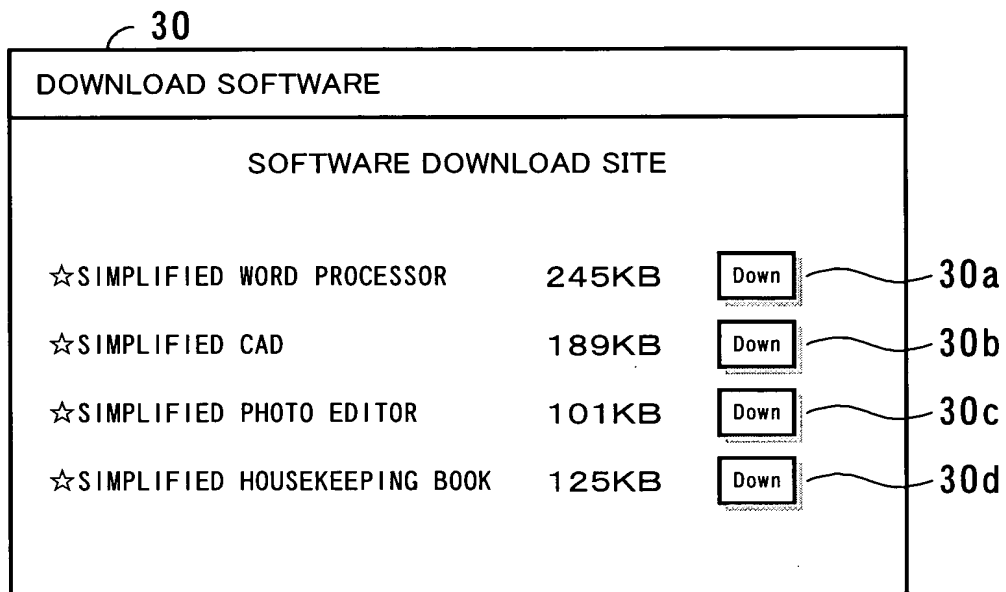 30
DOWNLOAD SOFTWARE
SOFTWARE DOWNLOAD SITE
☆SIMPLIFIED WORD PROCESSOR 245KB Down 30a
☆SIMPLIFIED CAD 189KB Down 30b
☆SIMPLIFIED PHOTO EDITOR 101KB Down 30c
☆SIMPLIFIED HOUSEKEEPING BOOK 125KB Down 30d